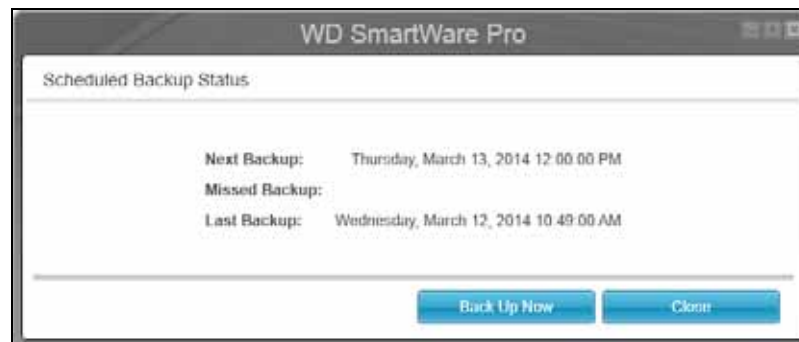 WD SmartWare Pro
Scheduled Backup Status
Next Backup: Thursday, March 13, 2014 12:00:00 PM
Missed Backup:
Last Backup: Wednesday, March 12, 2014 10:49:00 AM
Back Up Now Close